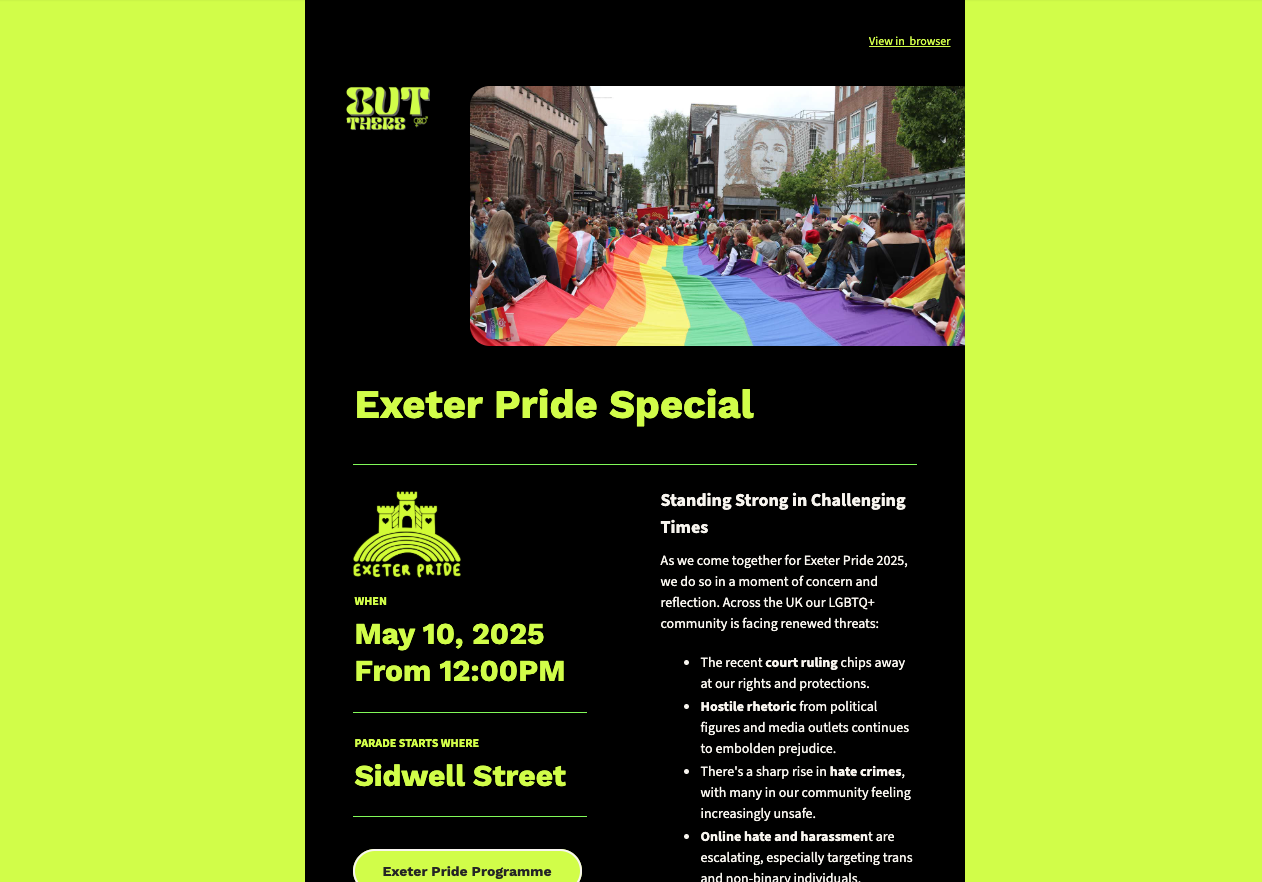 View in browser
OUT
THERE
Exeter Pride Special
EXETER PRIDE
WHEN
May 10, 2025
From 12:00PM
PARADE STARTS WHERE
Sidwell Street
Exeter Pride Programme
Standing Strong in Challenging
Times
As we come together for Exeter Pride 2025,
we do so in a moment of concern and
reflection. Across the UK our LGBTQ+
community is facing renewed threats:
The recent court ruling chips away
at our rights and protections.
Hostile rhetoric from political
figures and media outlets continues
to embolden prejudice.
There's a sharp rise in hate crimes,
with many in our community feeling
increasingly unsafe.
Online hate and harassment are
escalating, especially targeting trans
and non-binary individuals.